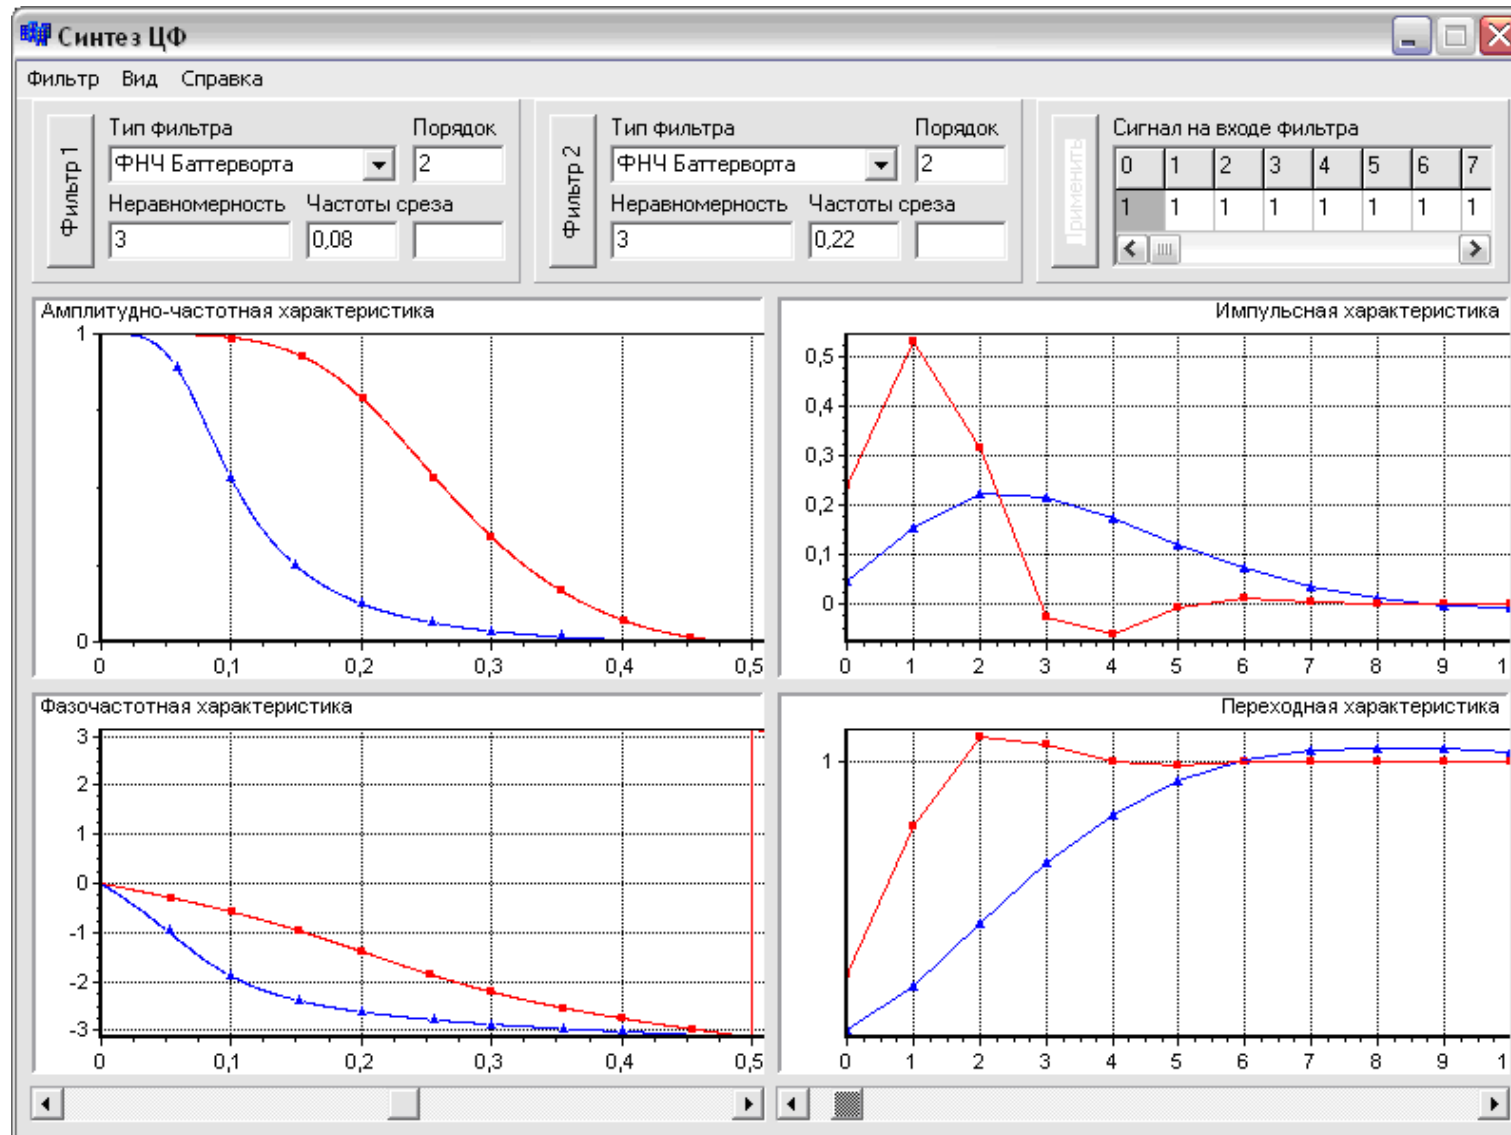 Синтез ЦФ
Фильтр Вид Справка
Фильтр 1
Тип фильтра Порядок
ФНЧ Баттерворта 2
Неравномерность Частоты среза
3 0,08
Фильтр 2
Тип фильтра Порядок
ФНЧ Баттерворта 2
Неравномерность Частоты среза
3 0,22
Применить
Сигнал на входе фильтра
0 1 2 3 4 5 6 7
1 1 1 1 1 1 1 1
Амплитудно-частотная характеристика
1
0
0 0,1 0,2 0,3 0,4 0,5
Импульсная характеристика
0,5
0,4
0,3
0,2
0,1
0
0 1 2 3 4 5 6 7 8 9 1
Фазочастотная характеристика
3
2
1
0
-1
-2
-3
0 0,1 0,2 0,3 0,4 0,5
Переходная характеристика
1
0 1 2 3 4 5 6 7 8 9 1